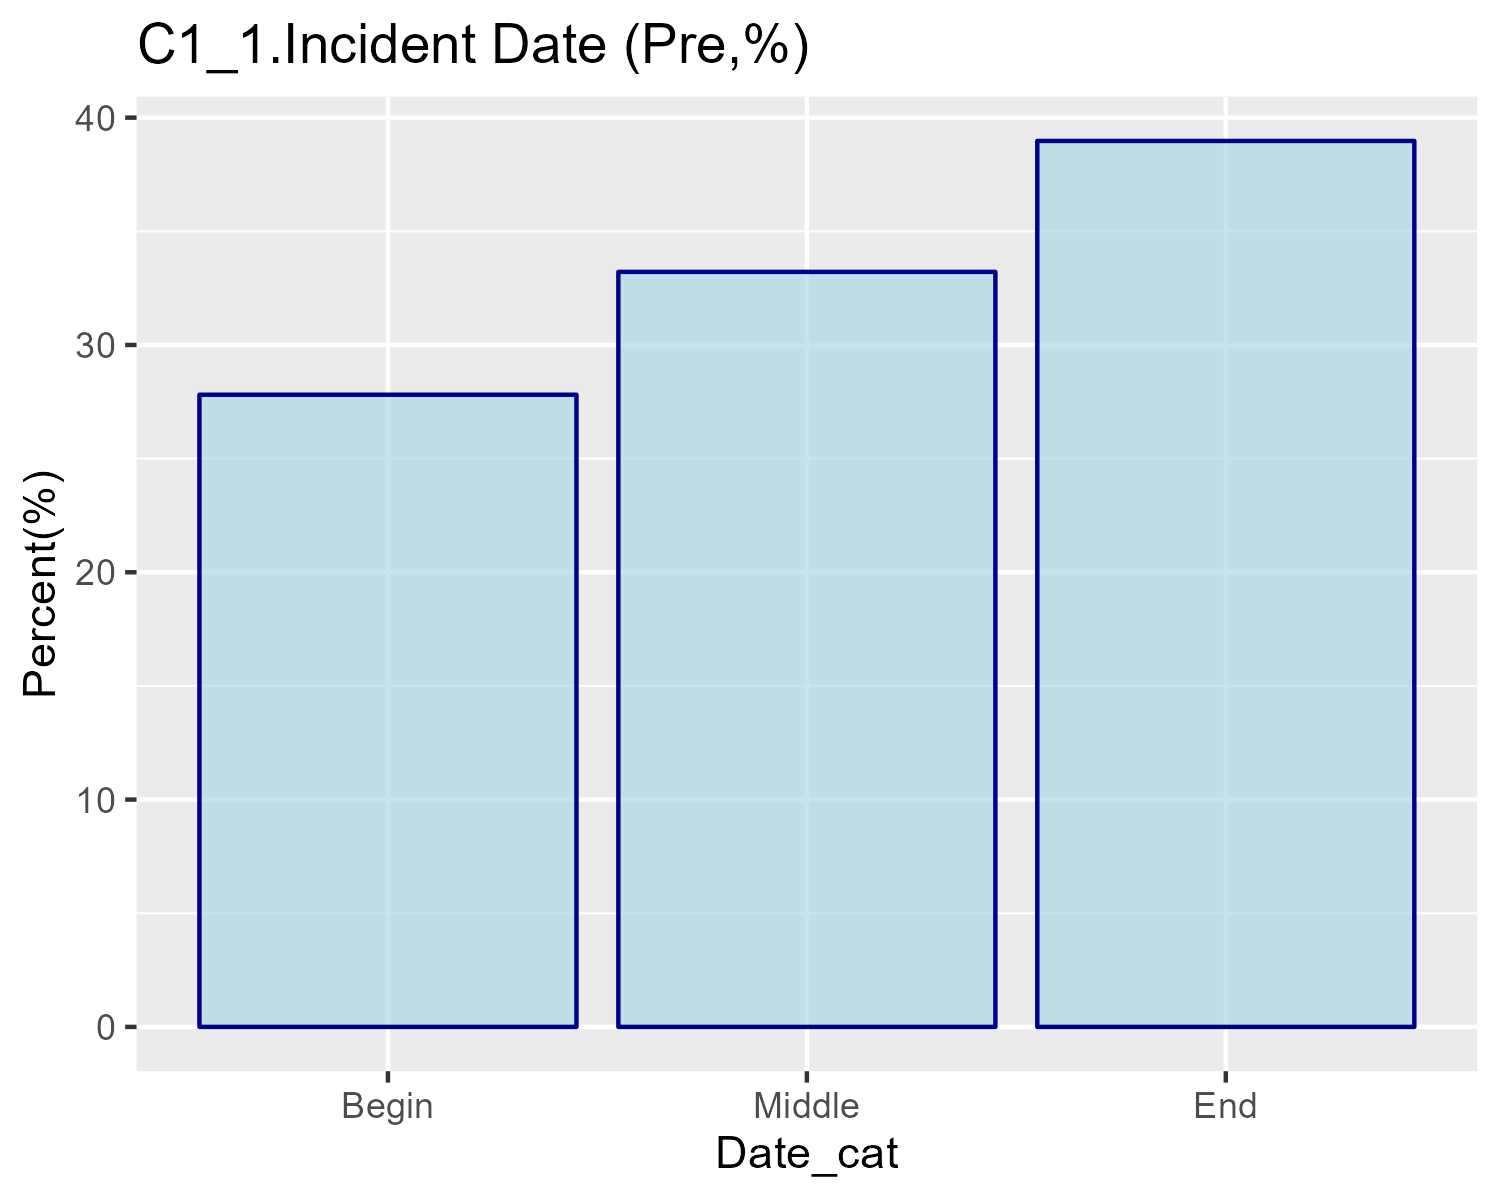 C1_1.Incident Date (Pre,%)
Percent(%)
40
30
20
10
0
Begin Middle End
Date_cat